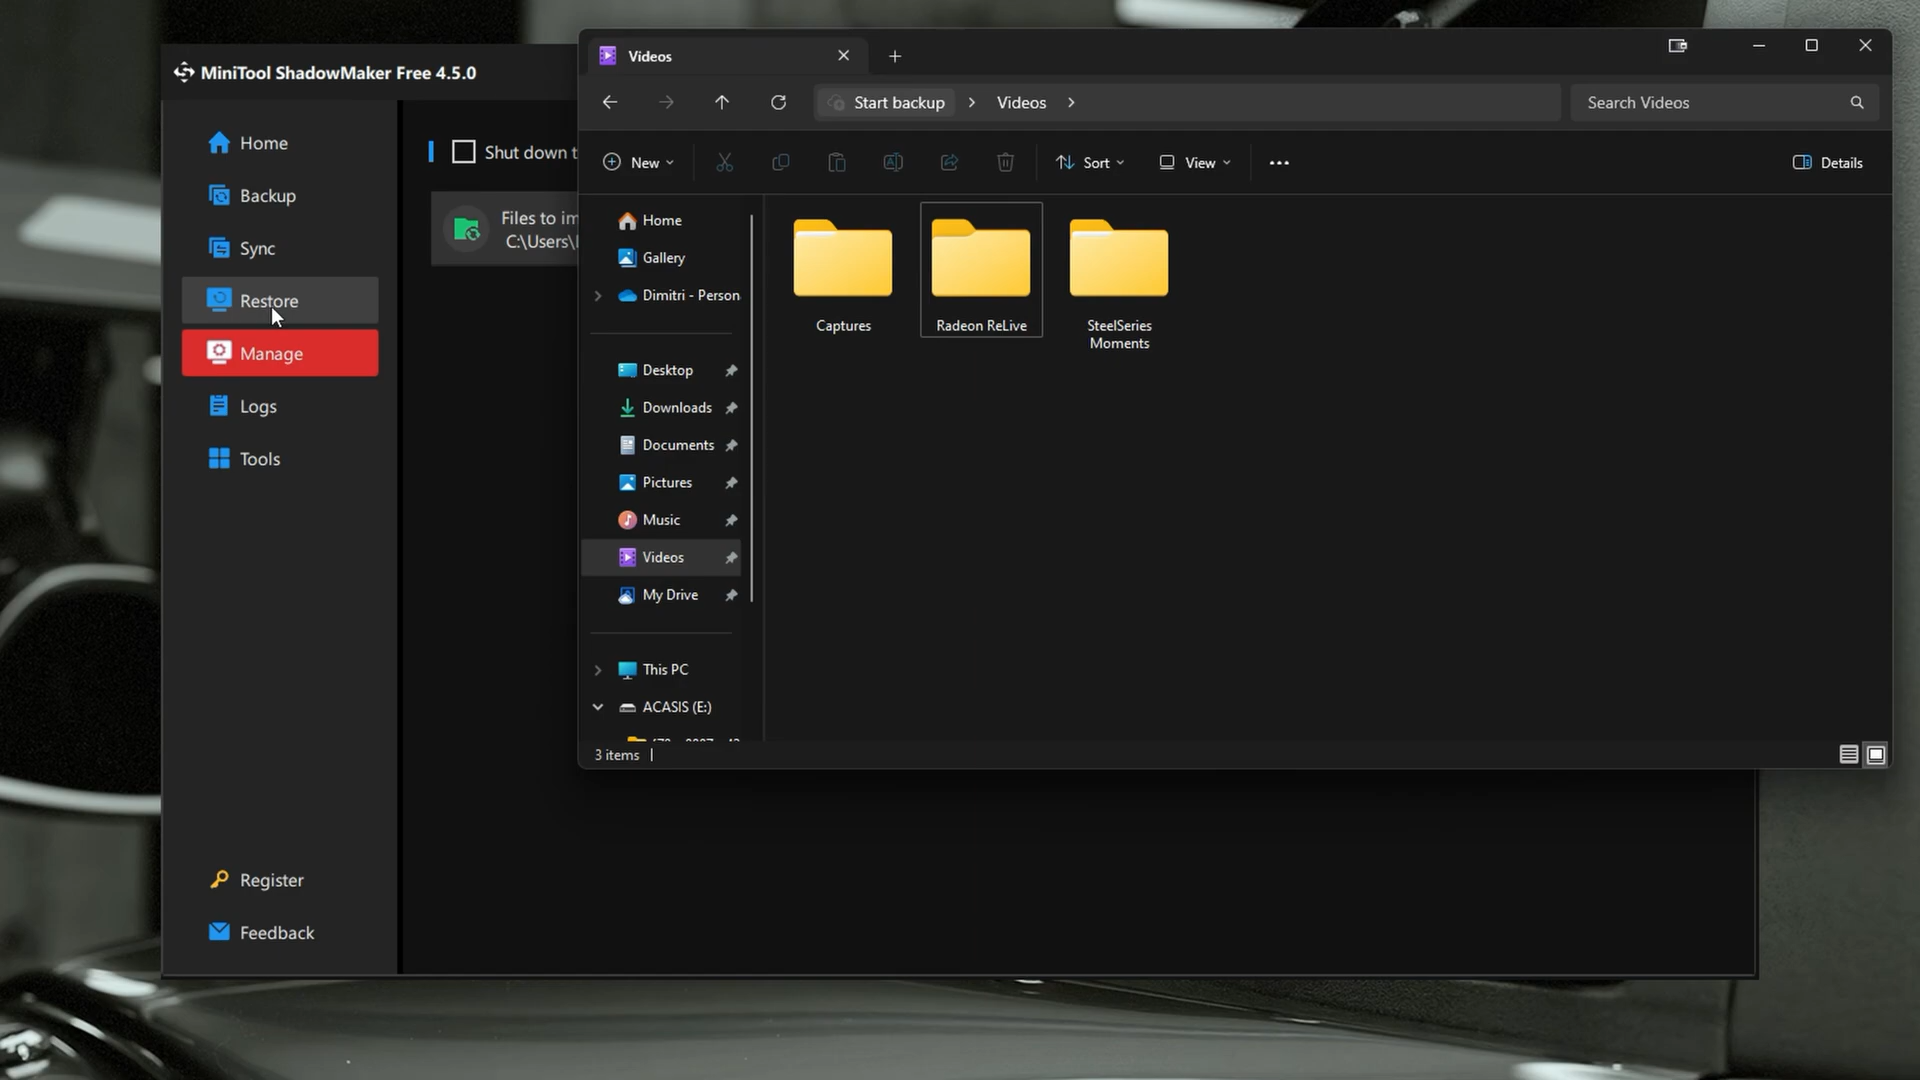 MiniTool ShadowMaker Free 4.5.0
Home
Backup
Sync
Restore
Manage
Logs
Tools
Register
Feedback
Shut down t
Files to im
C:\Users\
Videos
Start backup
Videos
Search Videos
New
Sort
View
Details
Home
Gallery
Dimitri - Person
Desktop
Downloads
Documents
Pictures
Music
Videos
My Drive
This PC
ACASIS (E:)
Captures
Radeon ReLive
SteelSeries
Moments
3 items